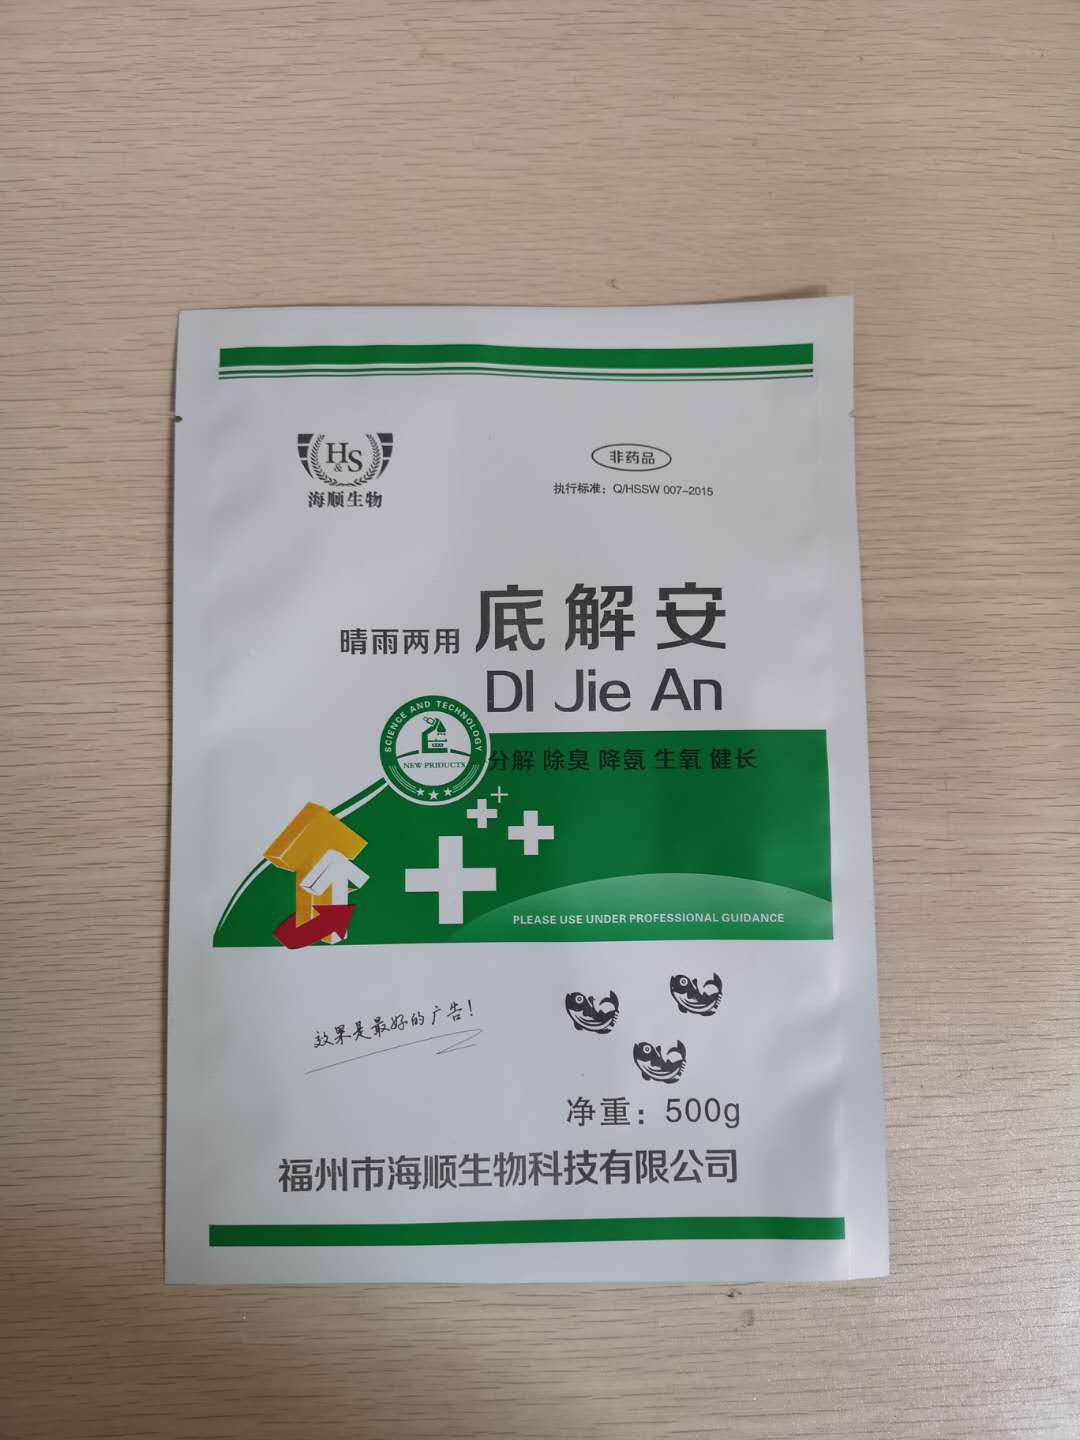 H&S
海顺生物
非药品
执行标准：Q/HSSW 007-2015
晴雨两用 底解安
DI Jie An
SCIENCE AND TECHNOLOGY
NEW PRIDUCTS
分解 除臭 降氨 生氧 健长
PLEASE USE UNDER PROFESSIONAL GUIDANCE
效果是最好的广告！
净重：500g
福州市海顺生物科技有限公司